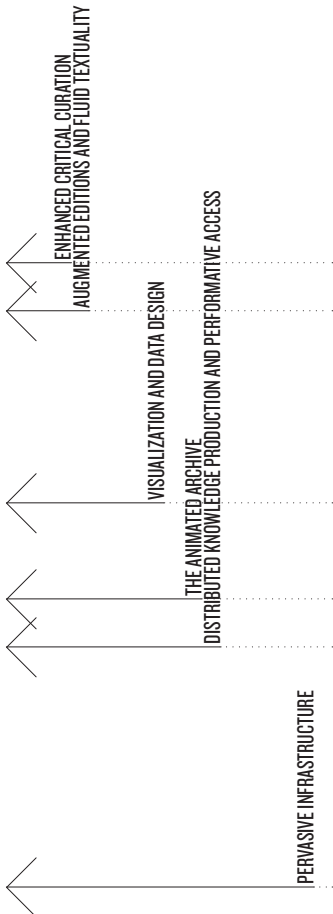 ENHANCED CRITICAL CURATION
AUGMENTED EDITIONS AND FLUID TEXTUALITY
VISUALIZATION AND DATA DESIGN
THE ANIMATED ARCHIVE
DISTRIBUTED KNOWLEDGE PRODUCTION AND PERFORMATIVE ACCESS
PERVASIVE INFRASTRUCTURE